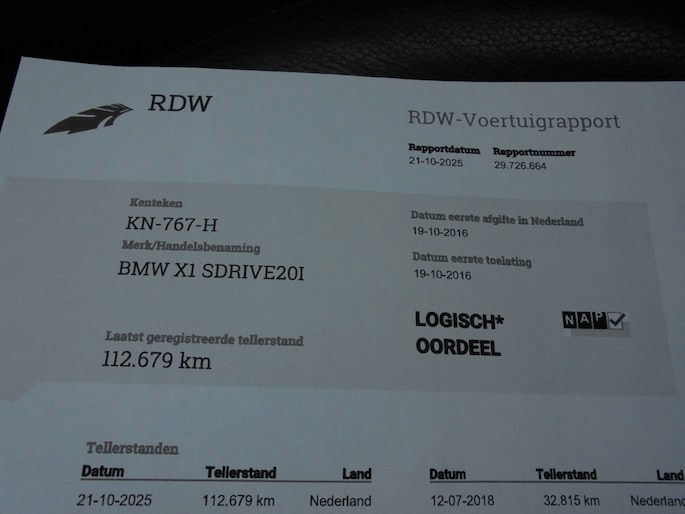 RDW
RDW-Voertuigrapport
Rapportdatum Rapportnummer
21-10-2025 29.726.664
Kenteken
KN-767-H
Merk/Handelsbenaming
BMW X1 SDRIVE20I
Datum eerste afgifte in Nederland
19-10-2016
Datum eerste toelating
19-10-2016
Laatst geregistreerde tellerstand
112.679 km
LOGISCH*
OORDEEL
NAP
Tellerstanden
Datum Tellerstand Land Datum Tellerstand Land
21-10-2025 112.679 km Nederland 12-07-2018 32.815 km Nederland